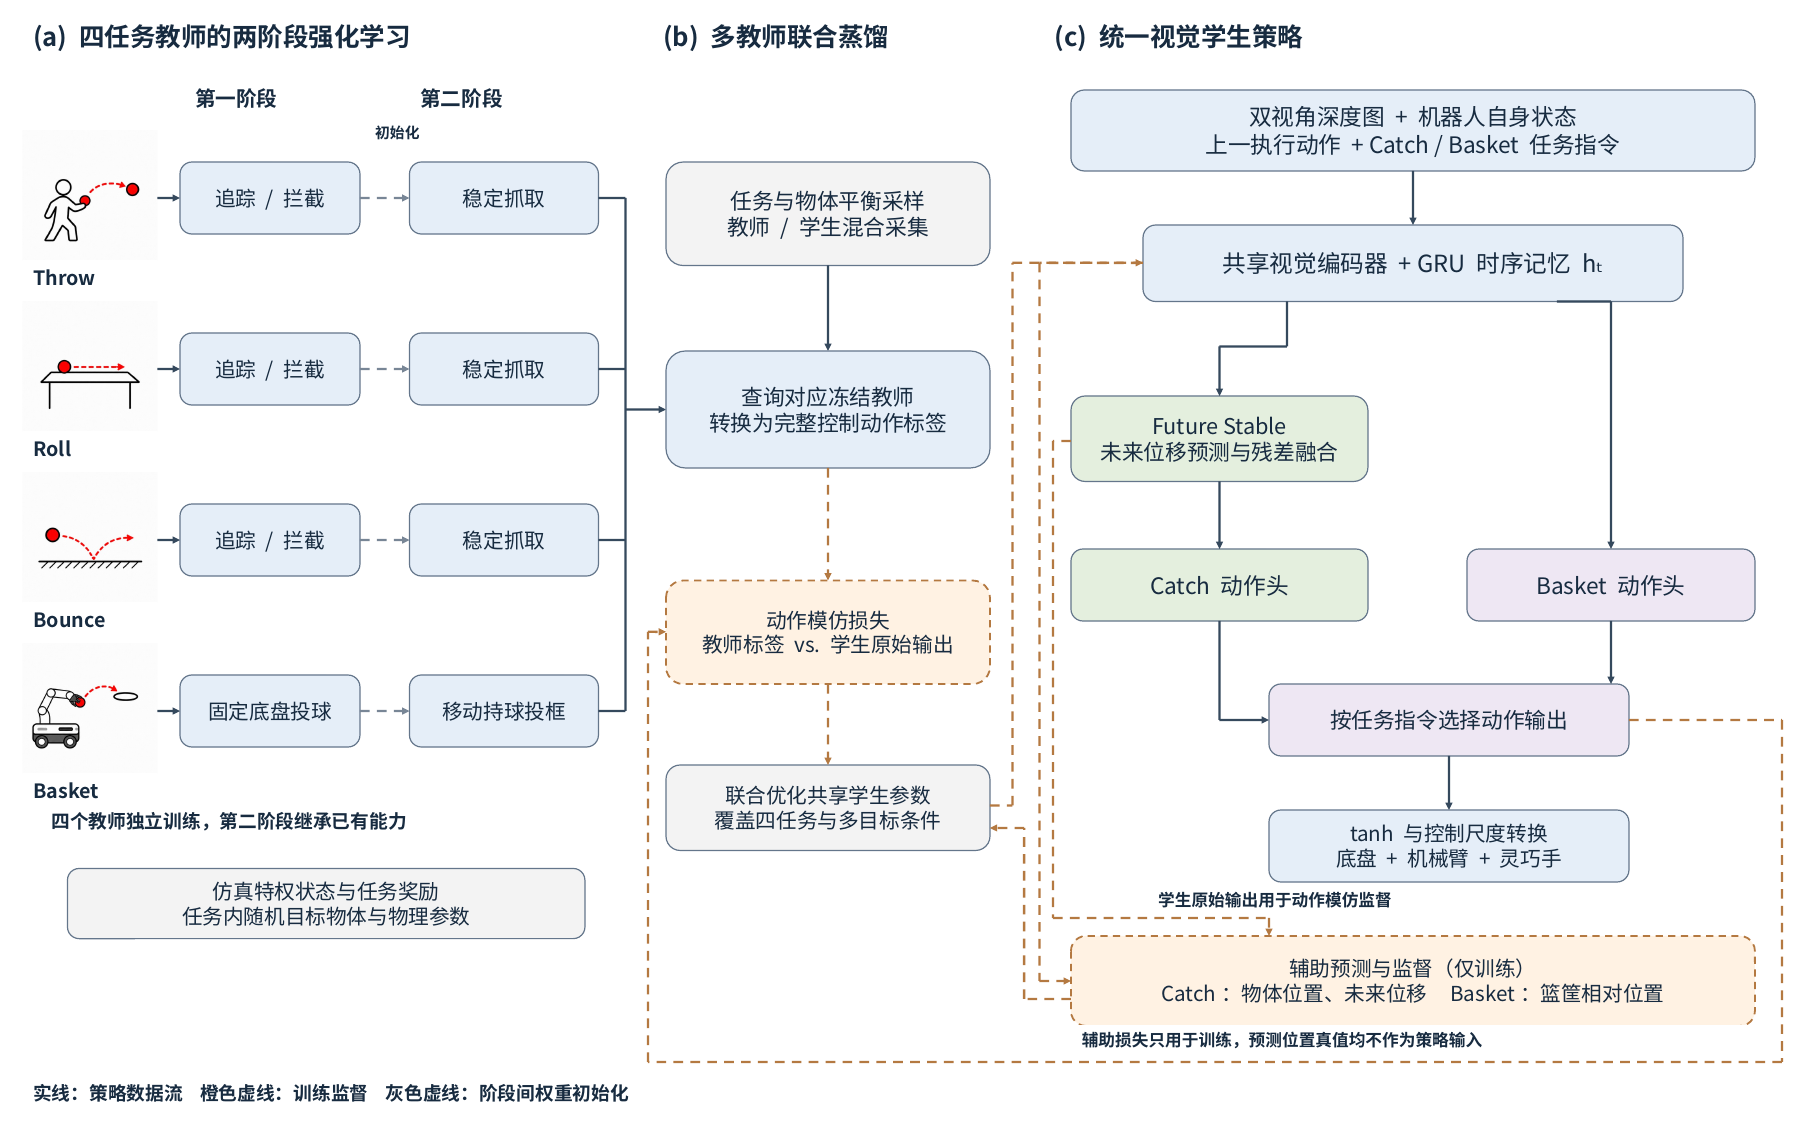 (a) 四任务教师的两阶段强化学习
第一阶段
第二阶段
初始化
追踪 / 拦截
稳定抓取
Throw
追踪 / 拦截
稳定抓取
Roll
追踪 / 拦截
稳定抓取
Bounce
固定底盘投球
移动持球投框
Basket
四个教师独立训练，第二阶段继承已有能力
仿真特权状态与任务奖励
任务内随机目标物体与物理参数
(b) 多教师联合蒸馏
任务与物体平衡采样
教师 / 学生混合采集
查询对应冻结教师
转换为完整控制动作标签
动作模仿损失
教师标签 vs. 学生原始输出
联合优化共享学生参数
覆盖四任务与多目标条件
(c) 统一视觉学生策略
双视角深度图 + 机器人自身状态
上一执行动作 + Catch / Basket 任务指令
共享视觉编码器 + GRU 时序记忆 hₜ
Future Stable
未来位移预测与残差融合
Catch 动作头
Basket 动作头
按任务指令选择动作输出
tanh 与控制尺度转换
底盘 + 机械臂 + 灵巧手
学生原始输出用于动作模仿监督
辅助预测与监督（仅训练）
Catch：物体位置、未来位移 Basket：篮筐相对位置
辅助损失只用于训练，预测位置真值均不作为策略输入
实线：策略数据流 橙色虚线：训练监督 灰色虚线：阶段间权重初始化